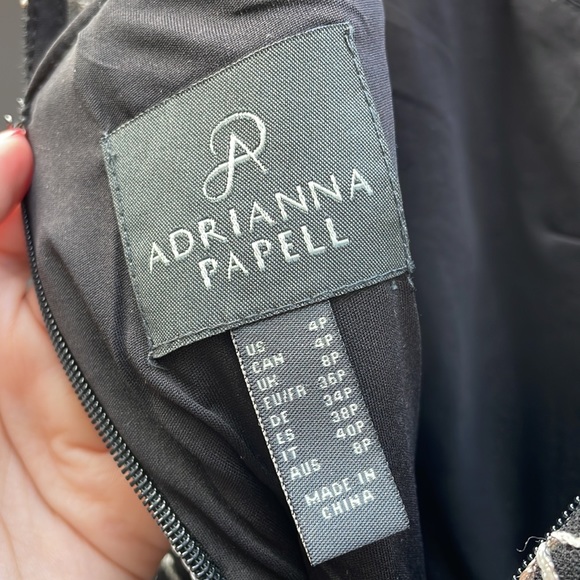 ADRIANNA
PAPELL
US 4P
CAN 4P
UK 8P
EU/FR 36P
DE 34P
ES 38P
IT 40P
AUS 8P
MADE IN
CHINA